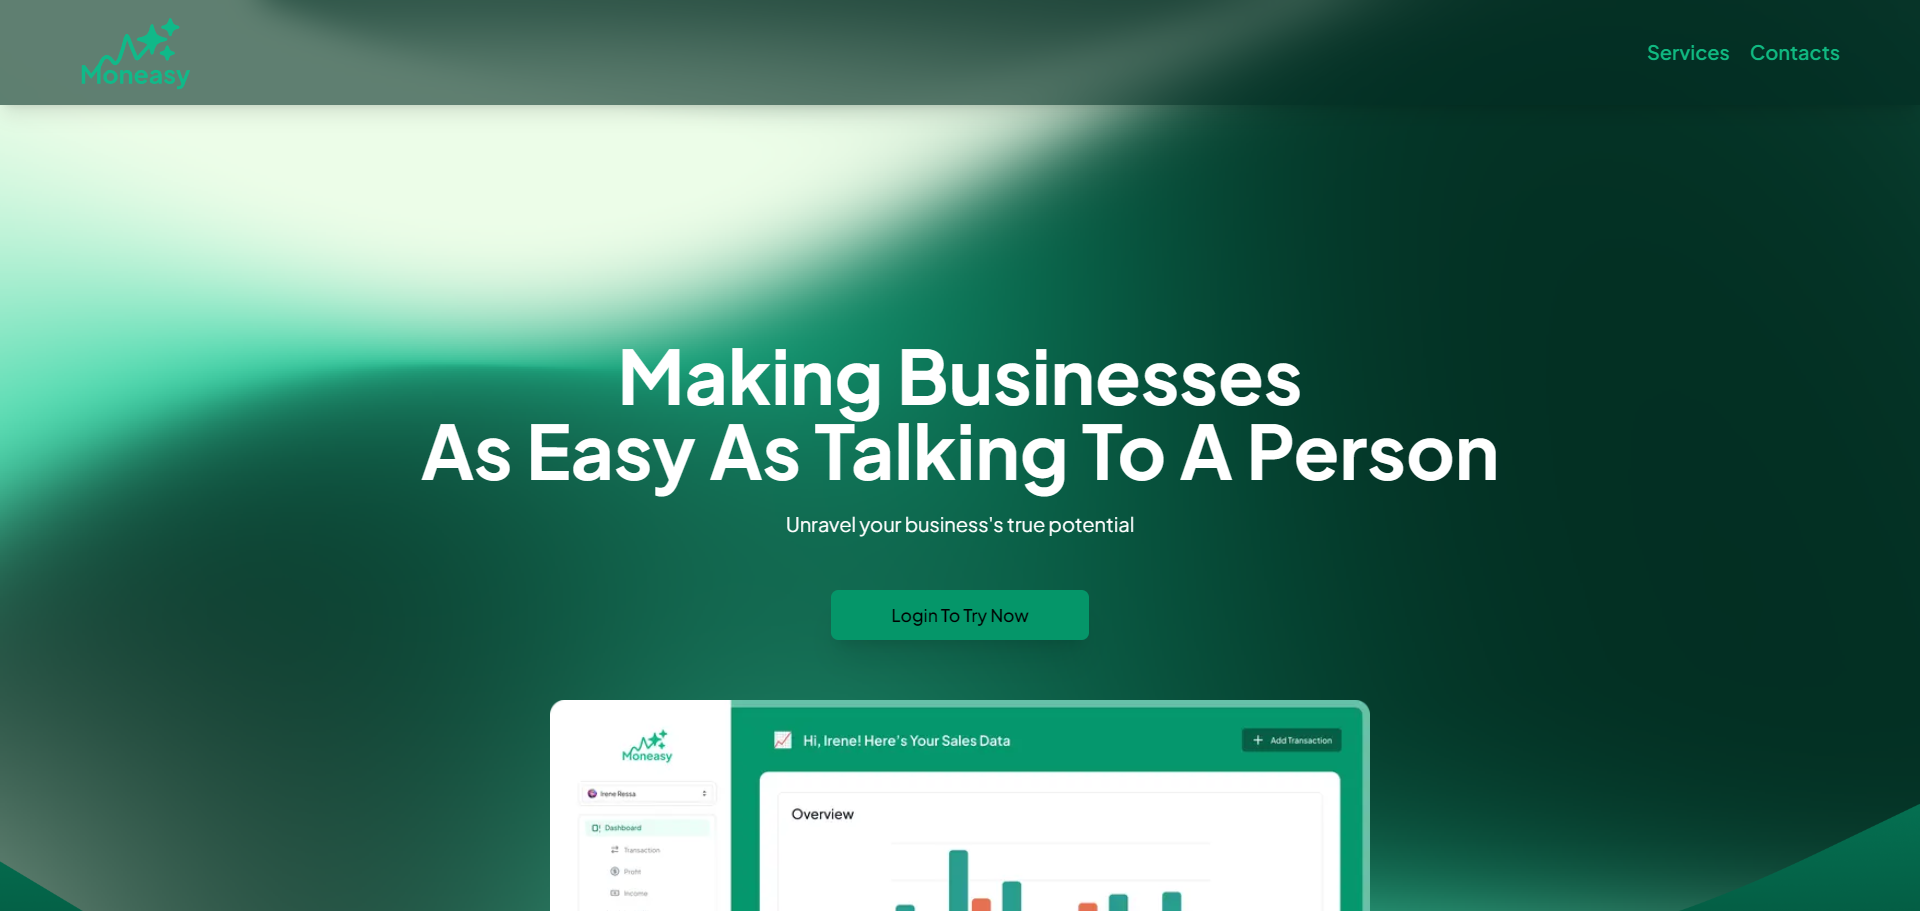 Moneasy
Services
Contacts
Making Businesses
As Easy As Talking To A Person
Unravel your business's true potential
Login To Try Now
Moneasy
Hi, Irene! Here's Your Sales Data
Add Transaction
Irene Ressa
Overview
Dashboard
Transaction
Profit
Income